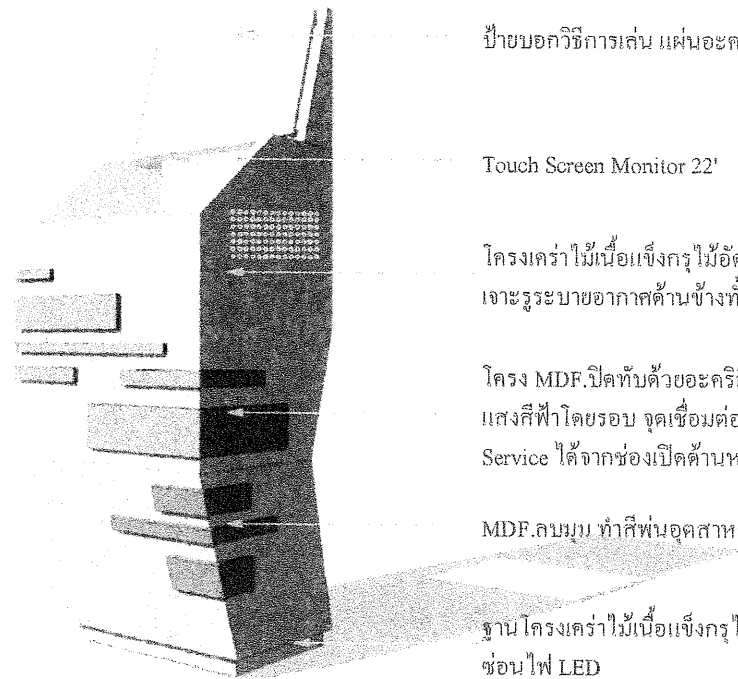 ป้ายบอกวิธีการเล่น แผ่นอะค
Touch Screen Monitor 22'
โครงเคร่าไม้เนื้อแข็งกรุไม้อัด
เจาะรูระบายอากาศด้านข้างทั้
โครง MDF.ปิดทับด้วยอะคริ
แสงสีฟ้าโดยรอบ จุดเชื่อมต่อ
Service ได้จากช่องเปิดด้านห
MDF.ลบมุม ทำสีพ่นอุตสาห
ฐานโครงเคร่าไม้เนื้อแข็งกรุไ
ซ่อนไฟ LED